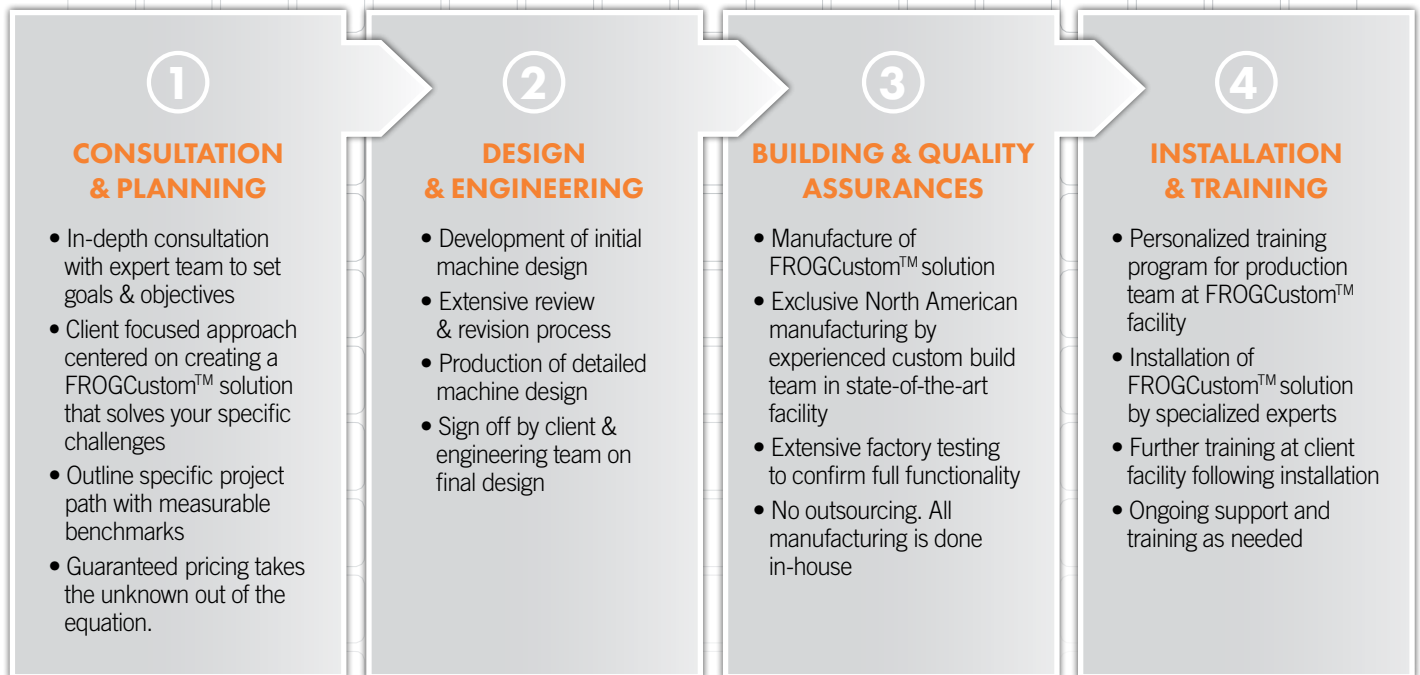 1
CONSULTATION
& PLANNING
• In-depth consultation
with expert team to set
goals & objectives
• Client focused approach
centered on creating a
FROGCustom™ solution
that solves your specific
challenges
• Outline specific project
path with measurable
benchmarks
• Guaranteed pricing takes
the unknown out of the
equation.
2
DESIGN
& ENGINEERING
• Development of initial
machine design
• Extensive review
& revision process
• Production of detailed
machine design
• Sign off by client &
engineering team on
final design
3
BUILDING & QUALITY
ASSURANCES
• Manufacture of
FROGCustom™ solution
• Exclusive North American
manufacturing by
experienced custom build
team in state-of-the-art
facility
• Extensive factory testing
to confirm full functionality
• No outsourcing. All
manufacturing is done
in-house
4
INSTALLATION
& TRAINING
• Personalized training
program for production
team at FROGCustom™
facility
• Installation of
FROGCustom™ solution
by specialized experts
• Further training at client
facility following installation
• Ongoing support and
training as needed